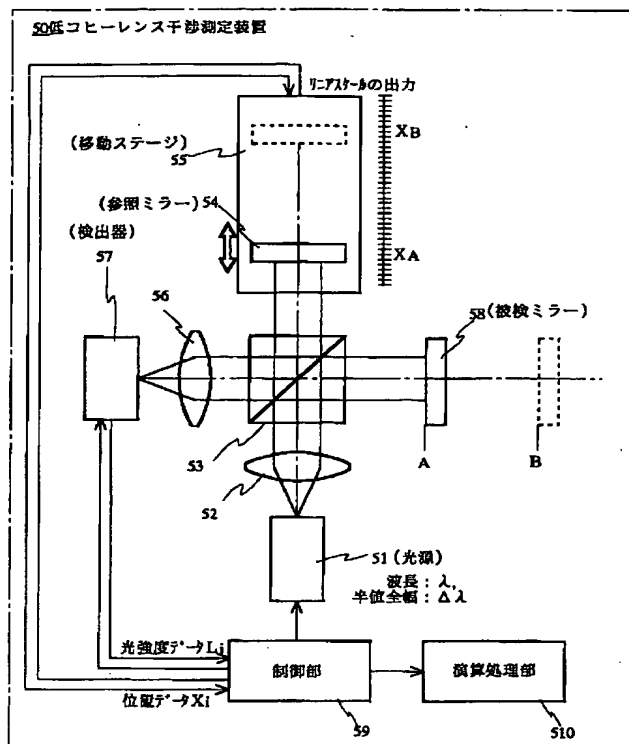 50低コヒーレンス干渉測定装置
リニアスケールの出力
XB
(移動ステージ)
55
(参照ミラー)54
(検出器)
57
XA
56
58(被検ミラー)
53
A
B
52
51(光源)
波長:λ,
半値全幅:Δλ
光強度データLi
制御部
演算処理部
位置データXi
59
510